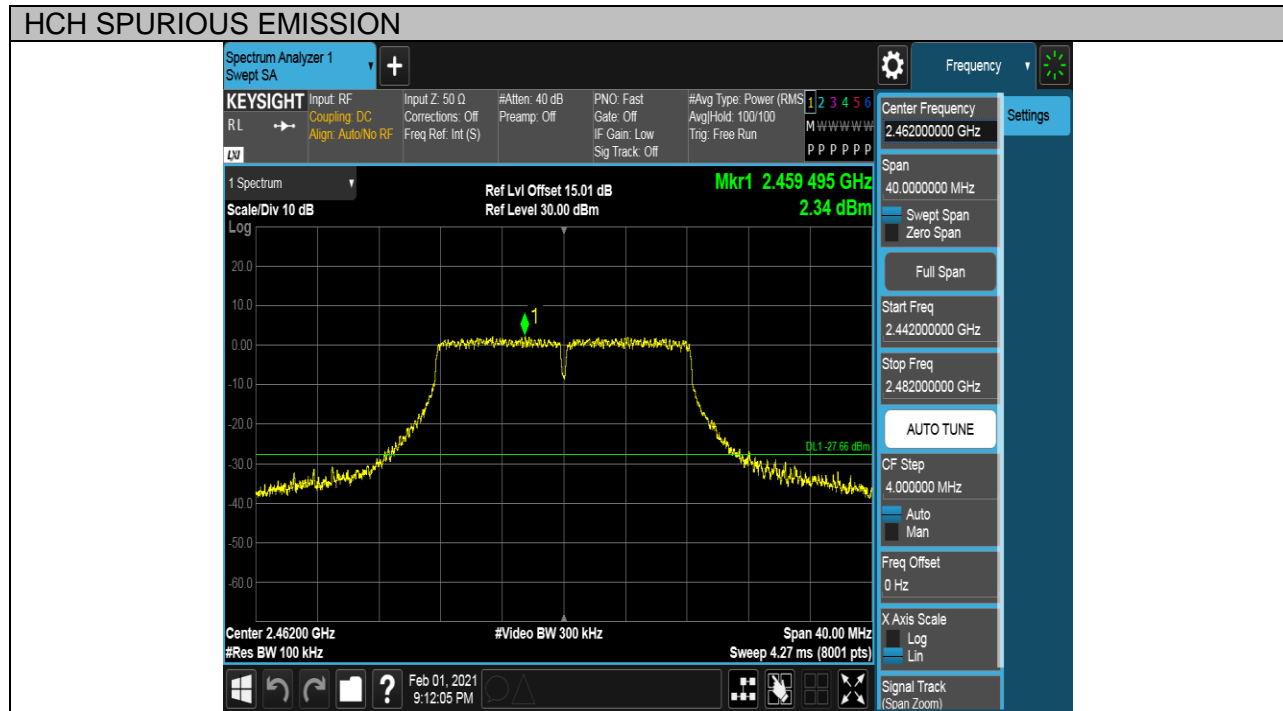 HCH SPURIOUS EMISSION
Spectrum Analyzer 1
Swept SA
+
Frequency
KEYSIGHT
RL
LXI
Input: RF
Coupling: DC
Align: Auto/No RF
Input Z: 50 Ω
Corrections: Off
Freq Ref: Int (S)
#Atten: 40 dB
Preamp: Off
PNO: Fast
Gate: Off
IF Gain: Low
Sig Track: Off
#Avg Type: Power (RMS
Avg|Hold: 100/100
Trig: Free Run
1 2 3 4 5 6
M W W W W W
P P P P P P
1 Spectrum
Scale/Div 10 dB
Log
Ref Lvl Offset 15.01 dB
Ref Level 30.00 dBm
Mkr1 2.459 495 GHz
2.34 dBm
20.0
10.0
0.00
-10.0
-20.0
-30.0
-40.0
-50.0
-60.0
1
DL1 -27.66 dBm
Center 2.46200 GHz
#Res BW 100 kHz
#Video BW 300 kHz
Span 40.00 MHz
Sweep 4.27 ms (8001 pts)
?
Feb 01, 2021
9:12:05 PM
Center Frequency
2.462000000 GHz
Span
40.0000000 MHz
Swept Span
Zero Span
Full Span
Start Freq
2.442000000 GHz
Stop Freq
2.482000000 GHz
AUTO TUNE
CF Step
4.000000 MHz
Auto
Man
Freq Offset
0 Hz
X Axis Scale
Log
Lin
Signal Track
(Span Zoom)
Settings